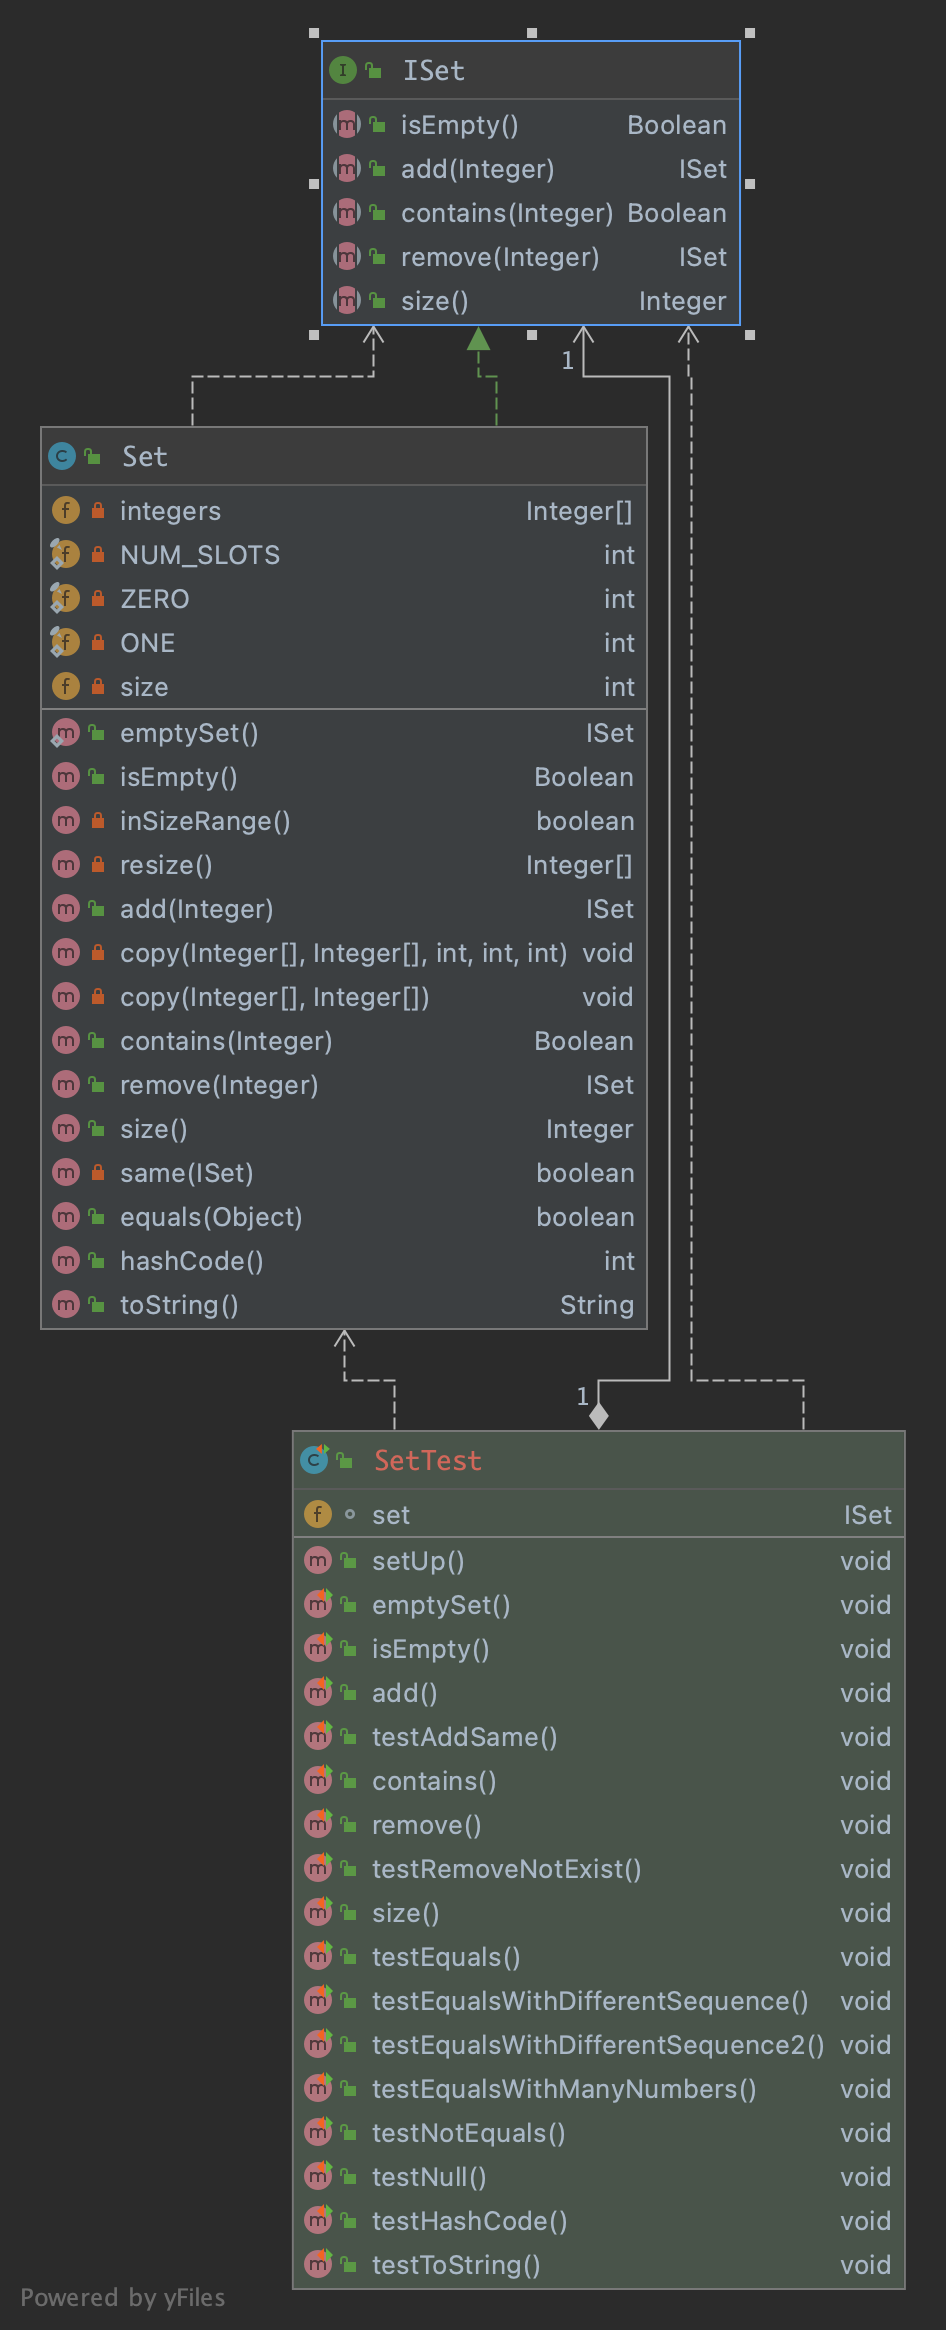 I ISet
m isEmpty() Boolean
m add(Integer) ISet
m contains(Integer) Boolean
m remove(Integer) ISet
m size() Integer
1
C Set
f integers Integer[]
f NUM_SLOTS int
f ZERO int
f ONE int
f size int
m emptySet() ISet
m isEmpty() Boolean
m inSizeRange() boolean
m resize() Integer[]
m add(Integer) ISet
m copy(Integer[], Integer[], int, int, int) void
m copy(Integer[], Integer[]) void
m contains(Integer) Boolean
m remove(Integer) ISet
m size() Integer
m same(ISet) boolean
m equals(Object) boolean
m hashCode() int
m toString() String
1
C SetTest
f set ISet
m setUp() void
m emptySet() void
m isEmpty() void
m add() void
m testAddSame() void
m contains() void
m remove() void
m testRemoveNotExist() void
m size() void
m testEquals() void
m testEqualsWithDifferentSequence() void
m testEqualsWithDifferentSequence2() void
m testEqualsWithManyNumbers() void
m testNotEquals() void
m testNull() void
m testHashCode() void
m testToString() void
Powered by yFiles